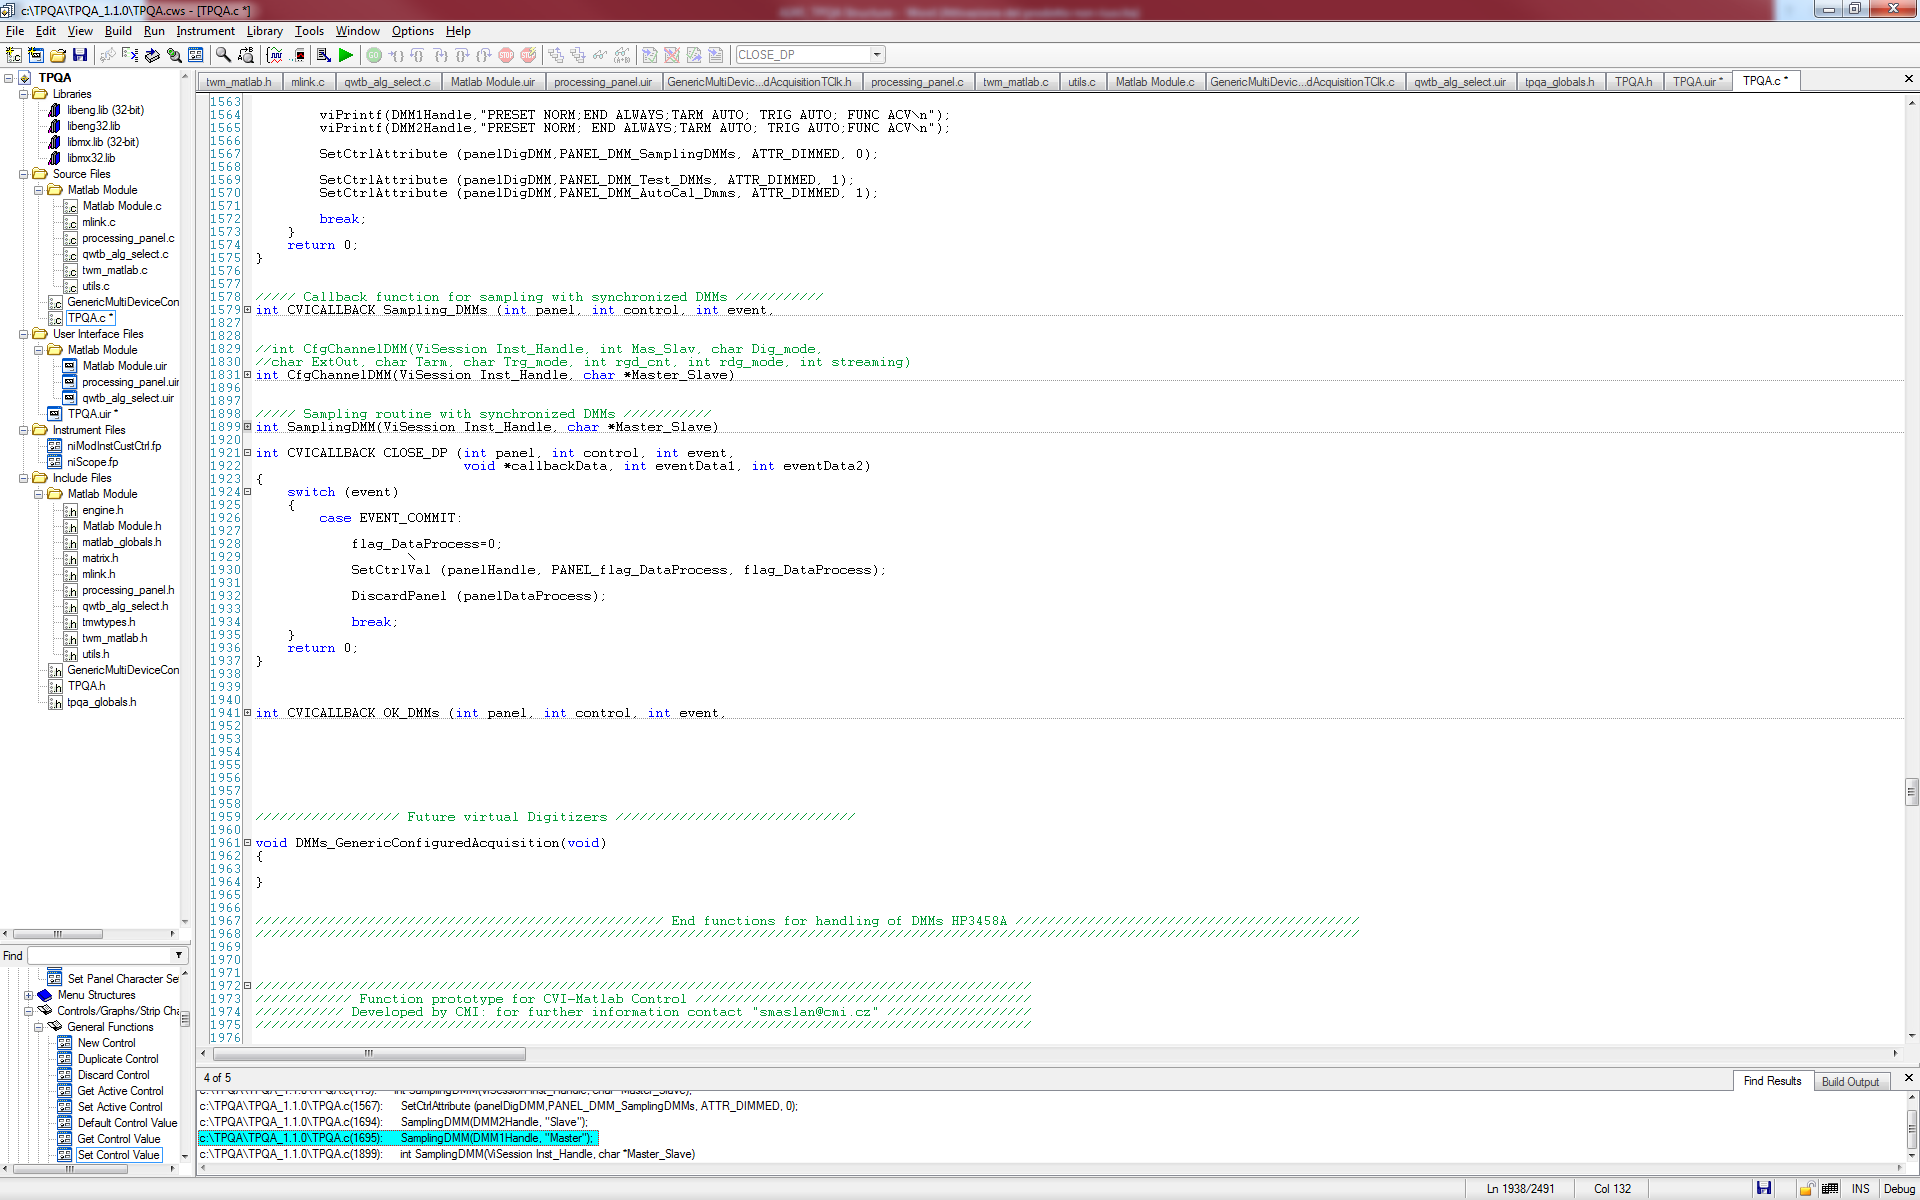 c:\TPQA\TPQA_1.1.0\TPQA.cws - [TPQA.c *]
File Edit View Build Run Instrument Library Tools Window Options Help
CLOSE_DP
twm_matlab.h mlink.c qwtb_alg_select.c Matlab Module.uir processing_panel.uir GenericMultiDevic...dAcquisitionTClk.h processing_panel.c twm_matlab.c utils.c Matlab Module.c GenericMultiDevic...dAcquisitionTClk.c qwtb_alg_select.uir tpqa_globals.h TPQA.h TPQA.uir * TPQA.c *
TPQA
Libraries
libeng.lib (32-bit)
libeng32.lib
libmx.lib (32-bit)
libmx32.lib
Source Files
Matlab Module
Matlab Module.c
mlink.c
processing_panel.c
qwtb_alg_select.c
twm_matlab.c
utils.c
GenericMultiDeviceCon
TPQA.c *
User Interface Files
Matlab Module
Matlab Module.uir
processing_panel.uir
qwtb_alg_select.uir
TPQA.uir *
Instrument Files
niModInstCustCtrl.fp
niScope.fp
Include Files
Matlab Module
engine.h
Matlab Module.h
matlab_globals.h
matrix.h
mlink.h
processing_panel.h
qwtb_alg_select.h
tmwtypes.h
twm_matlab.h
utils.h
GenericMultiDeviceCon
TPQA.h
tpqa_globals.h
Find
Set Panel Character Se
Menu Structures
Controls/Graphs/Strip Cha
General Functions
New Control
Duplicate Control
Discard Control
Get Active Control
Set Active Control
Default Control Value
Get Control Value
Set Control Value
1563
1564 viPrintf(DMM1Handle,"PRESET NORM;END ALWAYS;TARM AUTO; TRIG AUTO; FUNC ACV\n");
1565 viPrintf(DMM2Handle,"PRESET NORM; END ALWAYS;TARM AUTO; TRIG AUTO;FUNC ACV\n");
1566
1567 SetCtrlAttribute (panelDigDMM,PANEL_DMM_SamplingDMMs, ATTR_DIMMED, 0);
1568
1569 SetCtrlAttribute (panelDigDMM,PANEL_DMM_Test_DMMs, ATTR_DIMMED, 1);
1570 SetCtrlAttribute (panelDigDMM,PANEL_DMM_AutoCal_Dmms, ATTR_DIMMED, 1);
1571
1572 break;
1573 }
1574 return 0;
1575 }
1576
1577
1578 ///// Callback function for sampling with synchronized DMMs ///////////
1579 int CVICALLBACK Sampling_DMMs (int panel, int control, int event,
1827
1828
1829 //int CfgChannelDMM(ViSession Inst_Handle, int Mas_Slav, char Dig_mode,
1830 //char ExtOut, char Tarm, char Trg_mode, int rgd_cnt, int rdg_mode, int streaming)
1831 int CfgChannelDMM(ViSession Inst_Handle, char *Master_Slave)
1896
1897
1898 ///// Sampling routine with synchronized DMMs ///////////
1899 int SamplingDMM(ViSession Inst_Handle, char *Master_Slave)
1920
1921 int CVICALLBACK CLOSE_DP (int panel, int control, int event,
1922 void *callbackData, int eventData1, int eventData2)
1923 {
1924 switch (event)
1925 {
1926 case EVENT_COMMIT:
1927
1928 flag_DataProcess=0;
1929 \
1930 SetCtrlVal (panelHandle, PANEL_flag_DataProcess, flag_DataProcess);
1931
1932 DiscardPanel (panelDataProcess);
1933
1934 break;
1935 }
1936 return 0;
1937 }
1938
1939
1940
1941 int CVICALLBACK OK_DMMs (int panel, int control, int event,
1952
1953
1954
1955
1956
1957
1958
1959 ////////////////// Future virtual Digitizers //////////////////////////////
1960
1961 void DMMs_GenericConfiguredAcquisition(void)
1962 {
1963
1964 }
1965
1966
1967 /////////////////////////////////////////////////// End functions for handling of DMMs HP3458A ///////////////////////////////////////////
1968 //////////////////////////////////////////////////////////////////////////////////////////////////////////////////////////////////////////
1969
1970
1971
1972 /////////////////////////////////////////////////////////////////////////////////////////////////
1973 //////////// Function prototype for CVI-Matlab Control //////////////////////////////////////////
1974 /////////// Developed by CMI: for further information contact "smaslan@cmi.cz" //////////////////
1975 /////////////////////////////////////////////////////////////////////////////////////////////////
1976
4 of 5
Find Results Build Output
c:\TPQA\TPQA_1.1.0\TPQA.c(1567): SetCtrlAttribute (panelDigDMM,PANEL_DMM_SamplingDMMs, ATTR_DIMMED, 0);
c:\TPQA\TPQA_1.1.0\TPQA.c(1694): SamplingDMM(DMM2Handle, "Slave");
c:\TPQA\TPQA_1.1.0\TPQA.c(1695): SamplingDMM(DMM1Handle, "Master");
c:\TPQA\TPQA_1.1.0\TPQA.c(1899): int SamplingDMM(ViSession Inst_Handle, char *Master_Slave)
Ln 1938/2491 Col 132 INS Debug